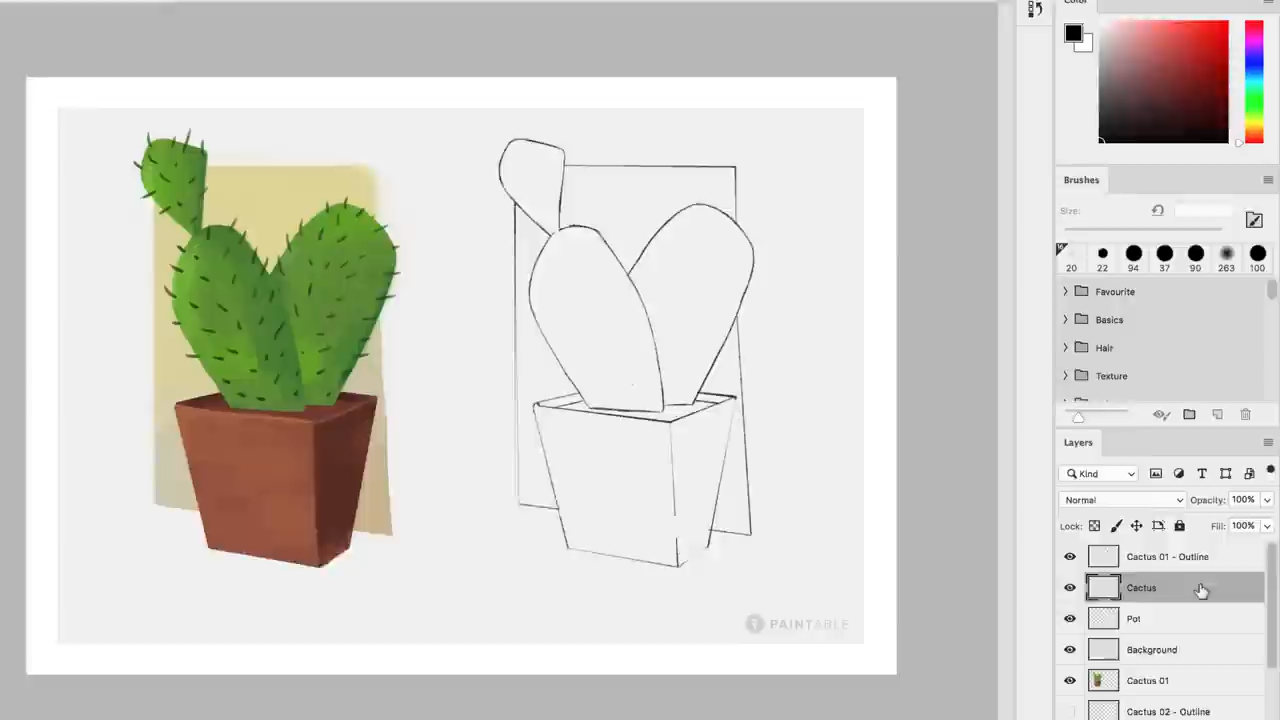 Color
Brushes
Size:
20 22 94 37 90 263 100
Favourite
Basics
Hair
Texture
Layers
Kind
Normal Opacity: 100%
Lock: Fill: 100%
Cactus 01 - Outline
Cactus
Pot
Background
Cactus 01
Cactus 02 - Outline
PAINTABLE